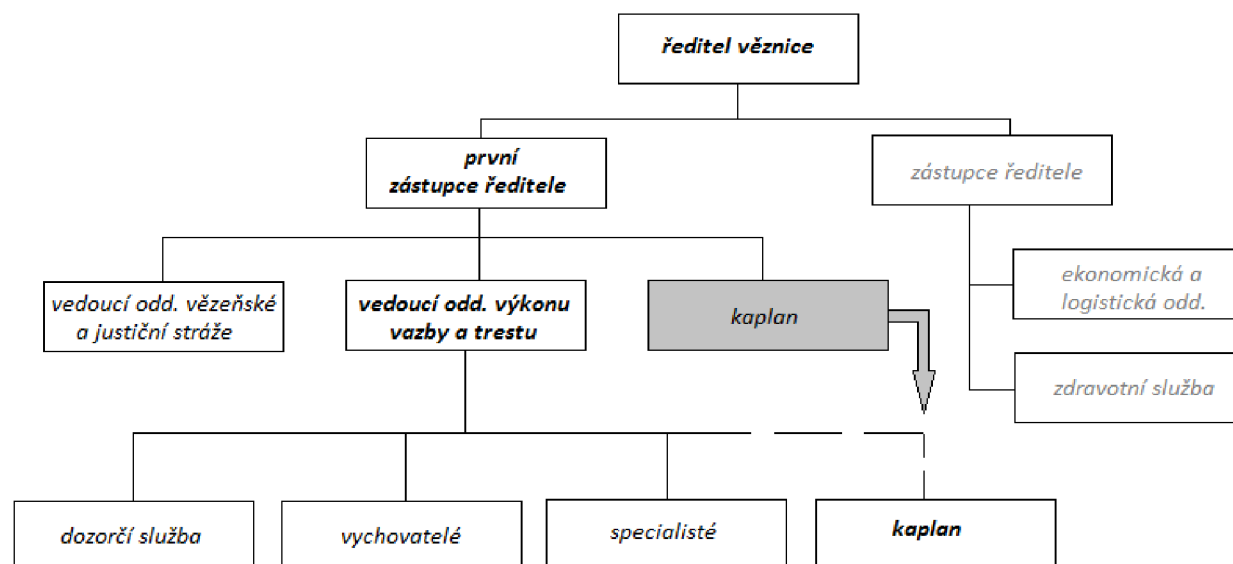 ředitel věznice
první
zástupce ředitele
zástupce ředitele
vedoucí odd. vězeňské
a justiční stráže
vedoucí odd. výkonu
vazby a trestu
kaplan
ekonomická a
logistická odd.
zdravotní služba
dozorčí služba
vychovatelé
specialisté
kaplan